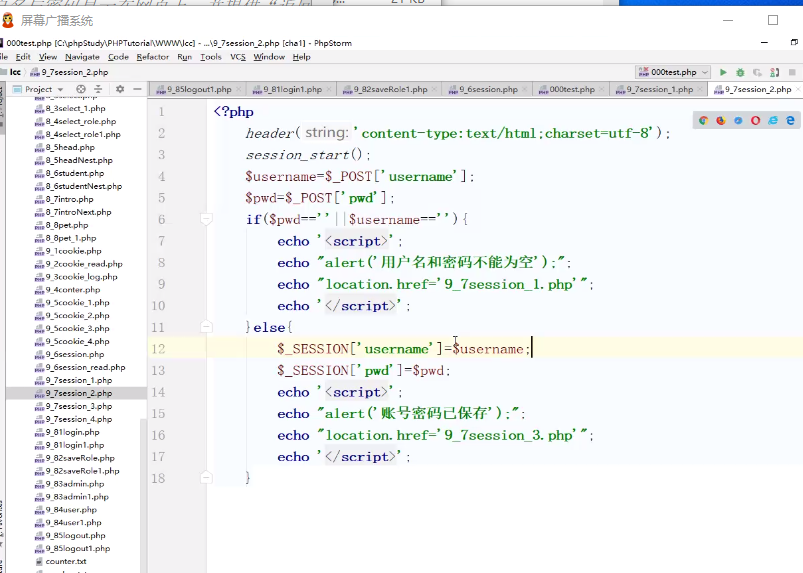 屏幕广播系统
000test.php [C:\phpStudy\PHPTutorial\WWW\lcc] - ...\9_7session_2.php [cha1] - PhpStorm
Edit View Navigate Code Refactor Run Tools VCS Window Help
lcc 9_7session_2.php
000test.php
Project
9_85logout1.php 9_81login1.php 9_82saveRole1.php 9_6session.php 000test.php 9_7session_1.php 9_7session_2.php
8_3select_1.php
8_4select_role.php
8_4select_role1.php
8_5head.php
8_5headNest.php
8_6student.php
8_6studentNest.php
8_7intro.php
8_7introNext.php
8_8pet.php
8_8pet_1.php
9_1cookie.php
9_2cookie_read.php
9_3cookie_log.php
9_4conter.php
9_5cookie_1.php
9_5cookie_2.php
9_5cookie_3.php
9_5cookie_4.php
9_6session.php
9_6session_read.php
9_7session_1.php
9_7session_2.php
9_7session_3.php
9_7session_4.php
9_81login.php
9_81login1.php
9_82saveRole.php
9_82saveRole1.php
9_83admin.php
9_83admin1.php
9_84user.php
9_84user1.php
9_85logout.php
9_85logout1.php
counter.txt
1 <?php
2 header( string: 'content-type:text/html;charset=utf-8');
3 session_start();
4 $username=$_POST['username'];
5 $pwd=$_POST['pwd'];
6 if($pwd==''||$username==''){
7 echo '<script>';
8 echo "alert('用户名和密码不能为空');";
9 echo "location.href='9_7session_1.php'";
10 echo '</script>';
11 }else{
12 $_SESSION['username']=$username;
13 $_SESSION['pwd']=$pwd;
14 echo '<script>';
15 echo "alert('账号密码已保存');";
16 echo "location.href='9_7session_3.php'";
17 echo '</script>';
18 }